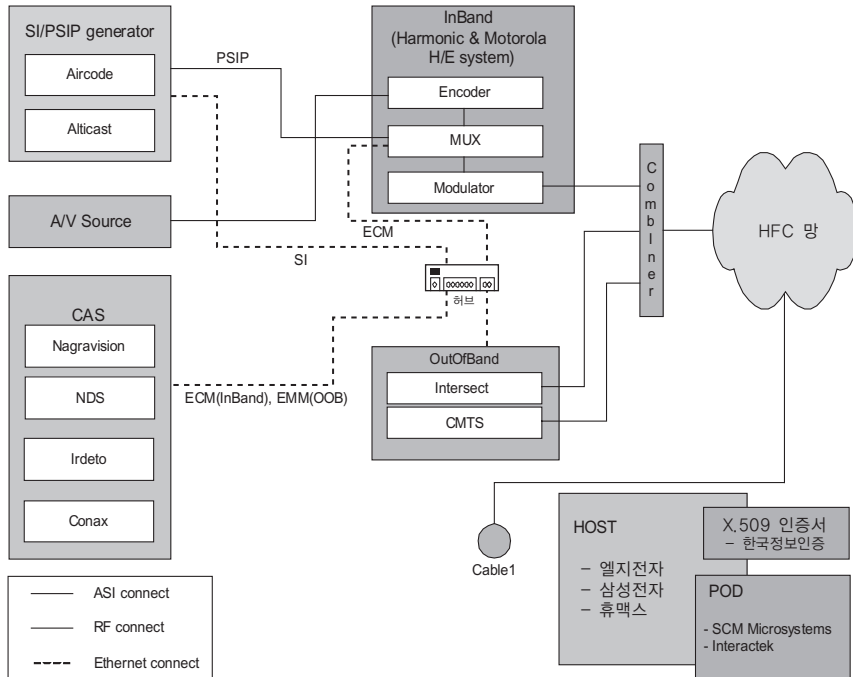 SI/PSIP generator
Aircode
Alticast
PSIP
InBand
(Harmonic & Motorola
H/E system)
Encoder
MUX
Modulator
A/V Source
ECM
SI
허브
CombIner
HFC 망
CAS
Nagravision
NDS
Irdeto
Conax
ECM(InBand), EMM(OOB)
OutOfBand
Intersect
CMTS
Cable1
HOST
– 엘지전자
– 삼성전자
– 휴맥스
X.509 인증서
– 한국정보인증
POD
- SCM Microsystems
- Interactek
ASI connect
RF connect
Ethernet connect